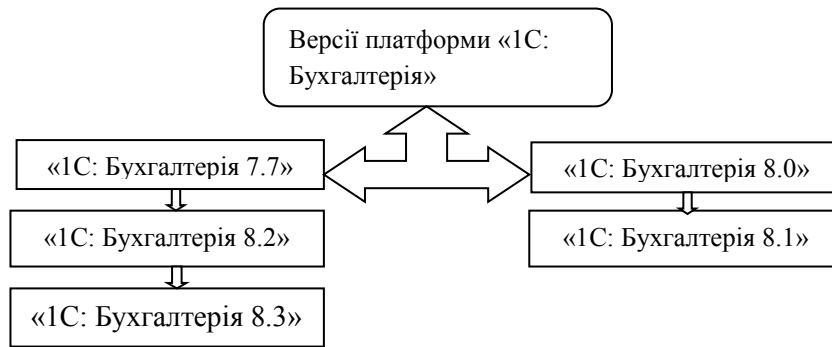 Версії платформи «1С:
Бухгалтерія»
«1С: Бухгалтерія 7.7»
«1С: Бухгалтерія 8.0»
«1С: Бухгалтерія 8.2»
«1С: Бухгалтерія 8.1»
«1С: Бухгалтерія 8.3»